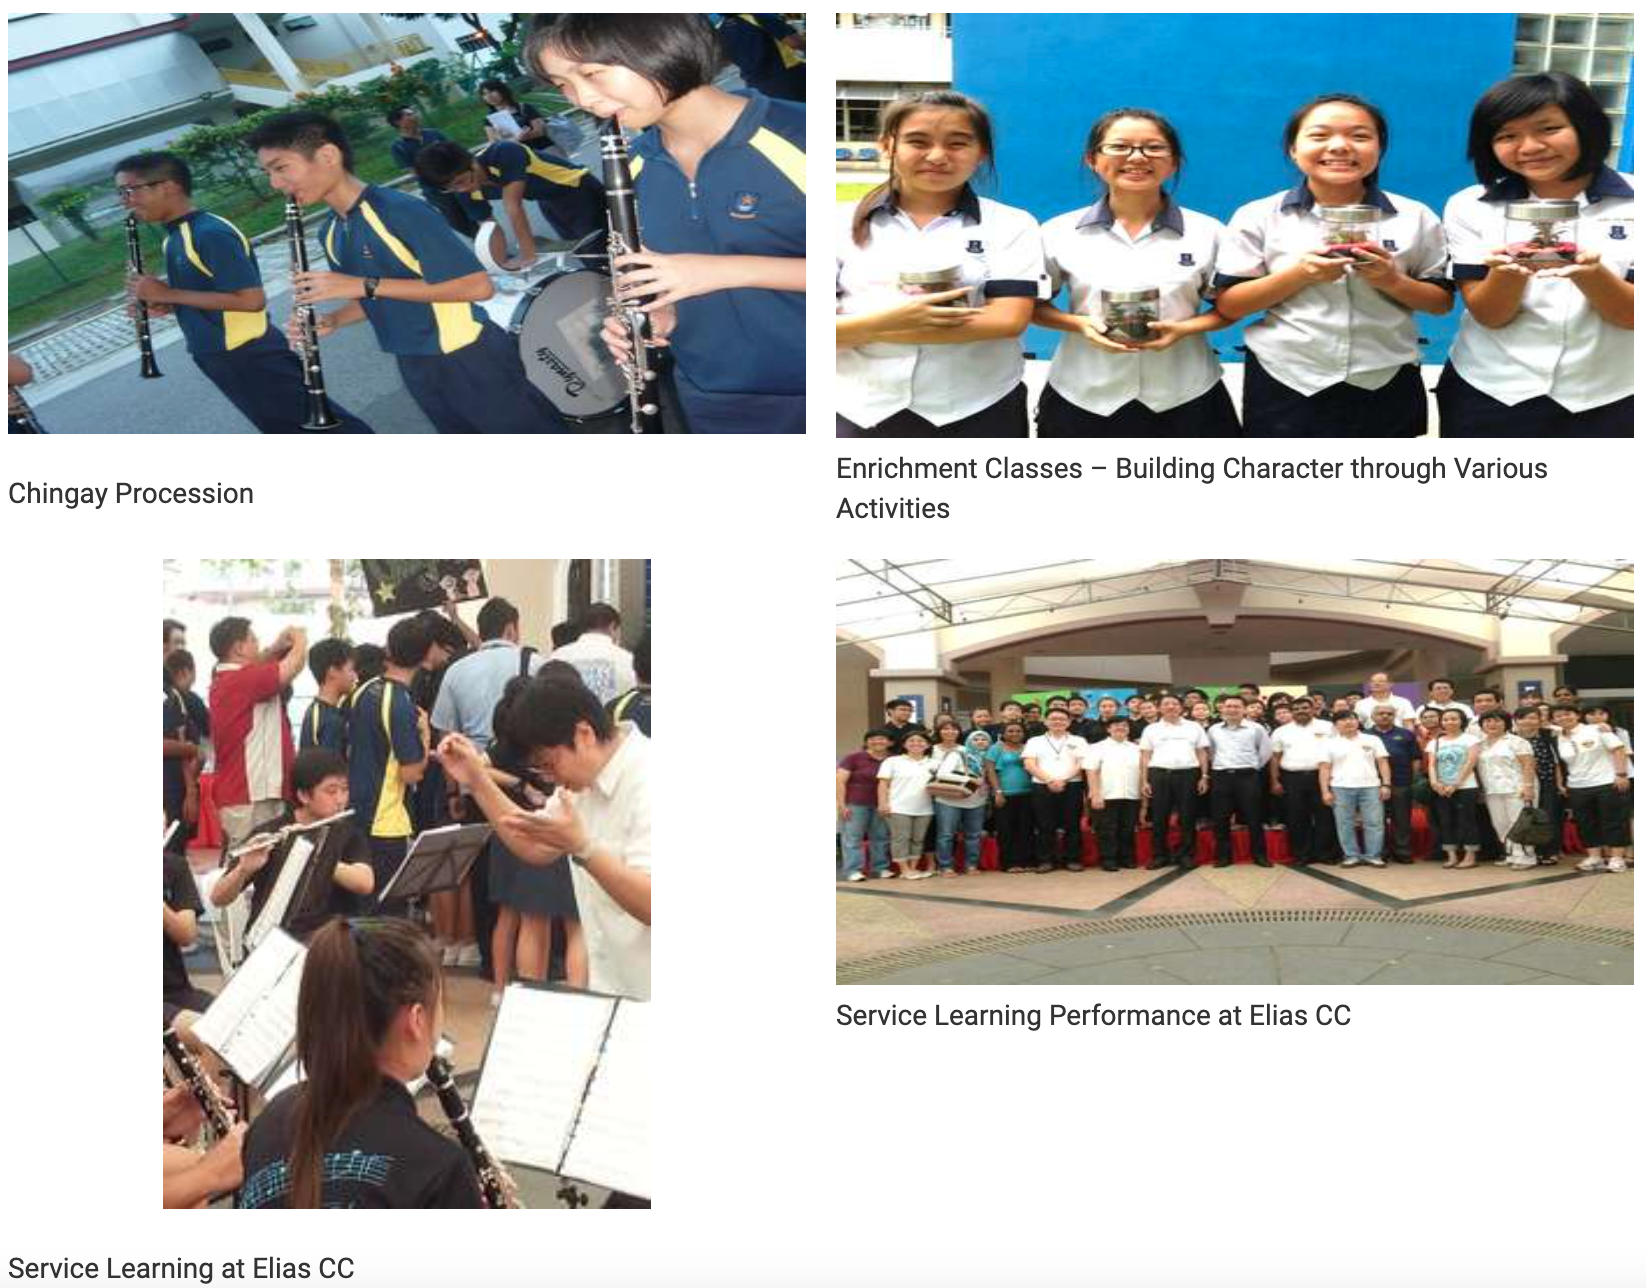 Dynasty
Chingay Procession
Enrichment Classes – Building Character through Various
Activities
Service Learning Performance at Elias CC
Service Learning at Elias CC